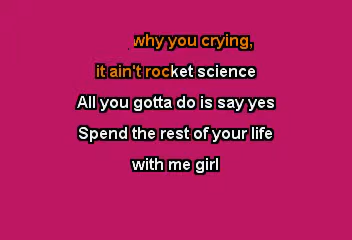 why you crying,
it ain't rocket science
All you gotta do is say yes
Spend the rest of your life
with me girl